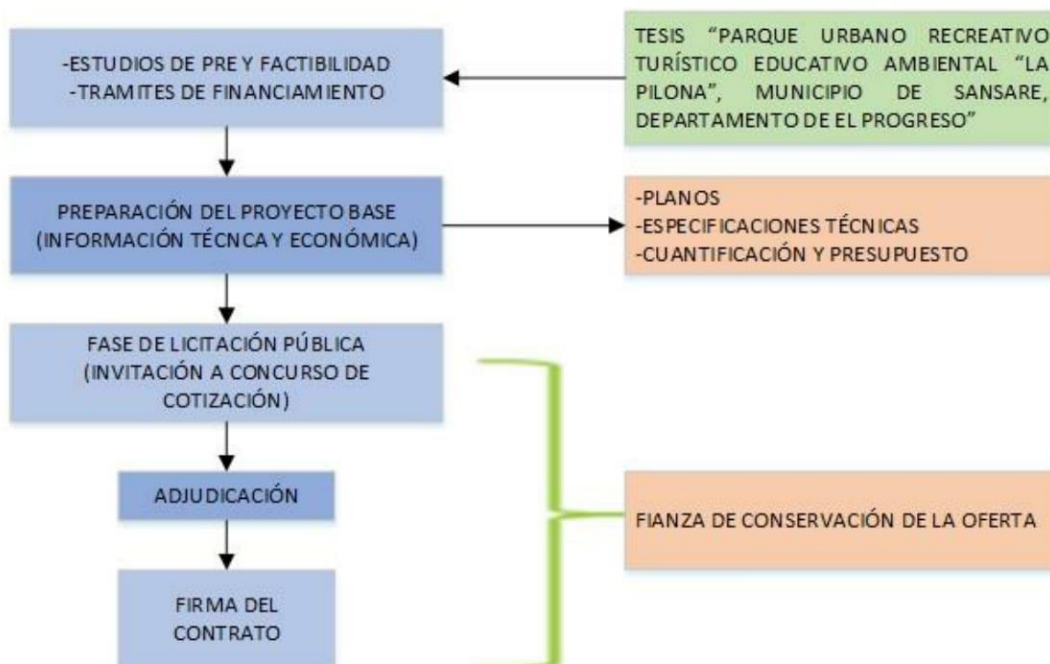 -ESTUDIOS DE PRE Y FACTIBILIDAD
-TRAMITES DE FINANCIAMIENTO
TESIS “PARQUE URBANO RECREATIVO
TURÍSTICO EDUCATIVO AMBIENTAL “LA
PILONA”, MUNICIPIO DE SANSARE,
DEPARTAMENTO DE EL PROGRESO”
PREPARACIÓN DEL PROYECTO BASE
(INFORMACIÓN TÉCNCA Y ECONÓMICA)
-PLANOS
-ESPECIFICACIONES TÉCNICAS
-CUANTIFICACIÓN Y PRESUPUESTO
FASE DE LICITACIÓN PÚBLICA
(INVITACIÓN A CONCURSO DE
COTIZACIÓN)
ADJUDICACIÓN
FIANZA DE CONSERVACIÓN DE LA OFERTA
FIRMA DEL
CONTRATO